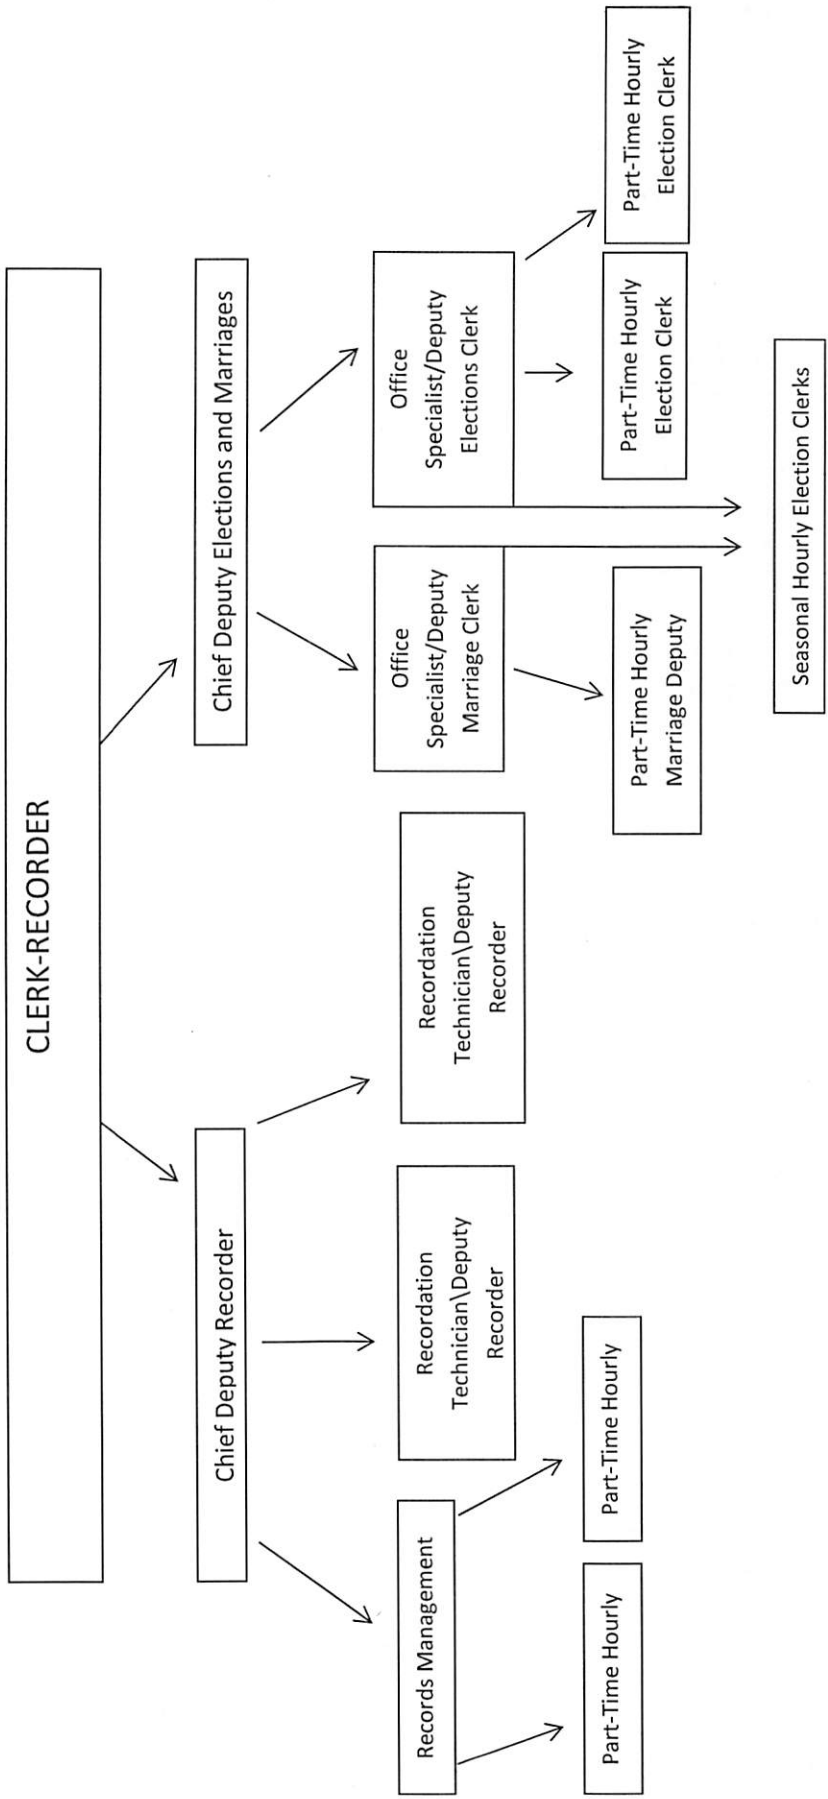 CLERK-RECORDER
Chief Deputy Recorder
Chief Deputy Elections and Marriages
Records Management
Recordation
Technician\Deputy
Recorder
Recordation
Technician\Deputy
Recorder
Office
Specialist/Deputy
Marriage Clerk
Office
Specialist/Deputy
Elections Clerk
Part-Time Hourly
Part-Time Hourly
Part-Time Hourly
Marriage Deputy
Part-Time Hourly
Election Clerk
Part-Time Hourly
Election Clerk
Seasonal Hourly Election Clerks